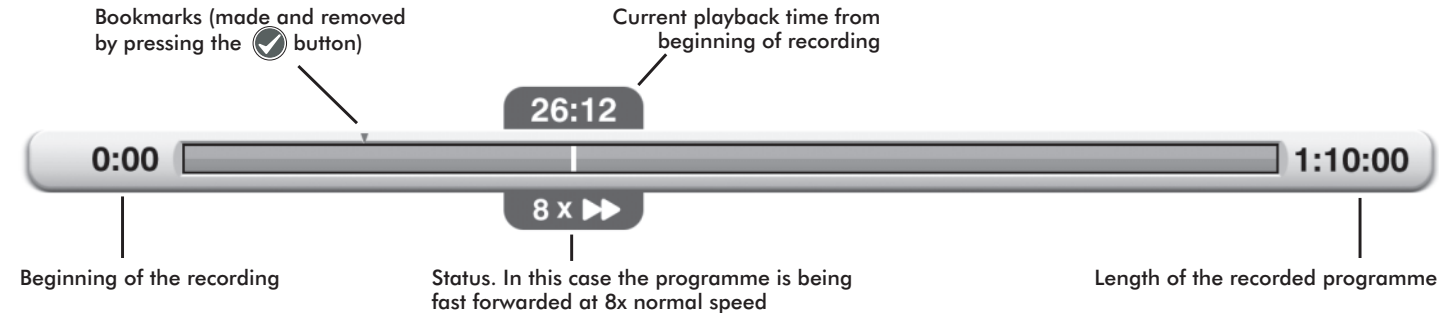 Bookmarks (made and removed
by pressing the button)
Current playback time from
beginning of recording
26:12
0:00
1:10:00
8 x
Beginning of the recording
Status. In this case the programme is being
fast forwarded at 8x normal speed
Length of the recorded programme